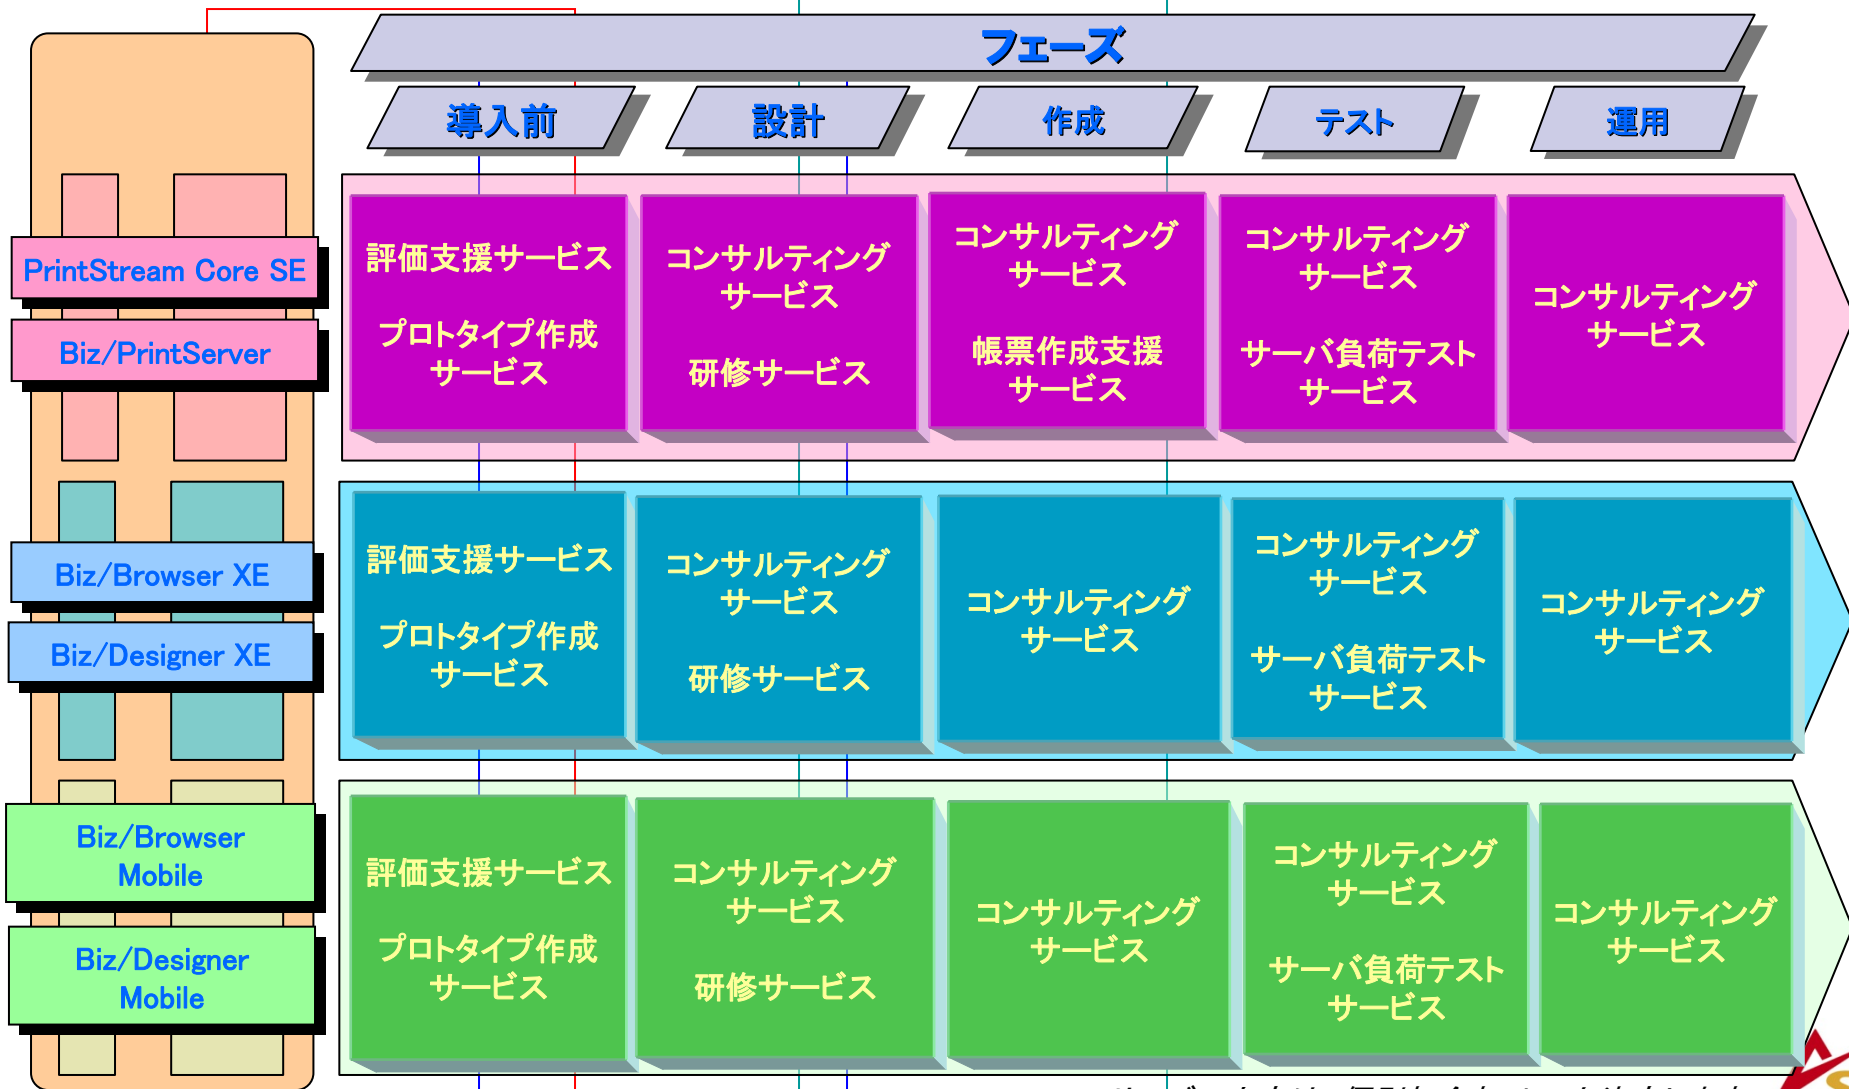 フェーズ
導入前
設計
作成
テスト
運用
PrintStream Core SE
Biz/PrintServer
評価支援サービス
プロトタイプ作成
サービス
コンサルティング
サービス
研修サービス
コンサルティング
サービス
帳票作成支援
サービス
コンサルティング
サービス
サーバ負荷テスト
サービス
コンサルティング
サービス
Biz/Browser XE
Biz/Designer XE
評価支援サービス
プロトタイプ作成
サービス
コンサルティング
サービス
研修サービス
コンサルティング
サービス
コンサルティング
サービス
サーバ負荷テスト
サービス
コンサルティング
サービス
Biz/Browser
Mobile
Biz/Designer
Mobile
評価支援サービス
プロトタイプ作成
サービス
コンサルティング
サービス
研修サービス
コンサルティング
サービス
コンサルティング
サービス
サーバ負荷テスト
サービス
コンサルティング
サービス